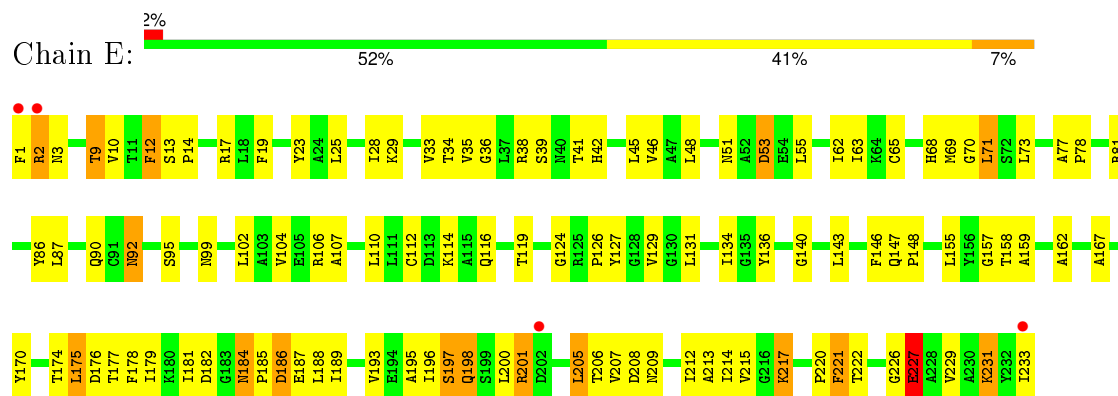 2%
Chain E:
52% 41% 7%
F1 R2 N3 T9 V10 T11 F12 S13 P14 R17 L18 F19 Y23 A24 L25 I28 K29 V33 T34 V35 G36 L37 R38 S39 N40 T41 H42 L45 V46 A47 L48 N51 A52 D53 E54 L55 I62 I63 K64 C65 H68 M69 G70 L71 S72 L73 A77 P78 R81
Y86 L87 Q90 C91 N92 S95 N99 L102 A103 V104 E105 R106 A107 L110 L111 C112 D113 K114 A115 Q116 T119 G124 R125 P126 Y127 G128 V129 G130 L131 I134 G135 Y136 G140 L143 F146 Q147 P148 L155 Y156 G157 T158 A159 A162 A167
Y170 T174 L175 D176 T177 F178 I179 K180 I181 D182 G183 N184 P185 D186 E187 L188 I189 V193 E194 A195 I196 S197 Q198 S199 L200 R201 D202 L205 T206 V207 D208 N209 I212 A213 I214 V215 G216 K217 P220 F221 T222 G226 E227 A228 V229 A230 K231 Y232 I233